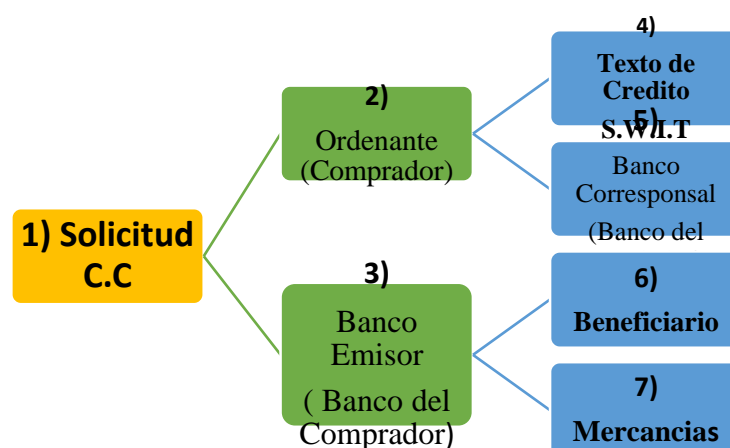 1) Solicitud
C.C
2)
Ordenante
(Comprador)
3)
Banco
Emisor
( Banco del
Comprador)
4)
Texto de
Credito
S.W.I.T
5)
Banco
Corresponsal
(Banco del
6)
Beneficiario
7)
Mercancias